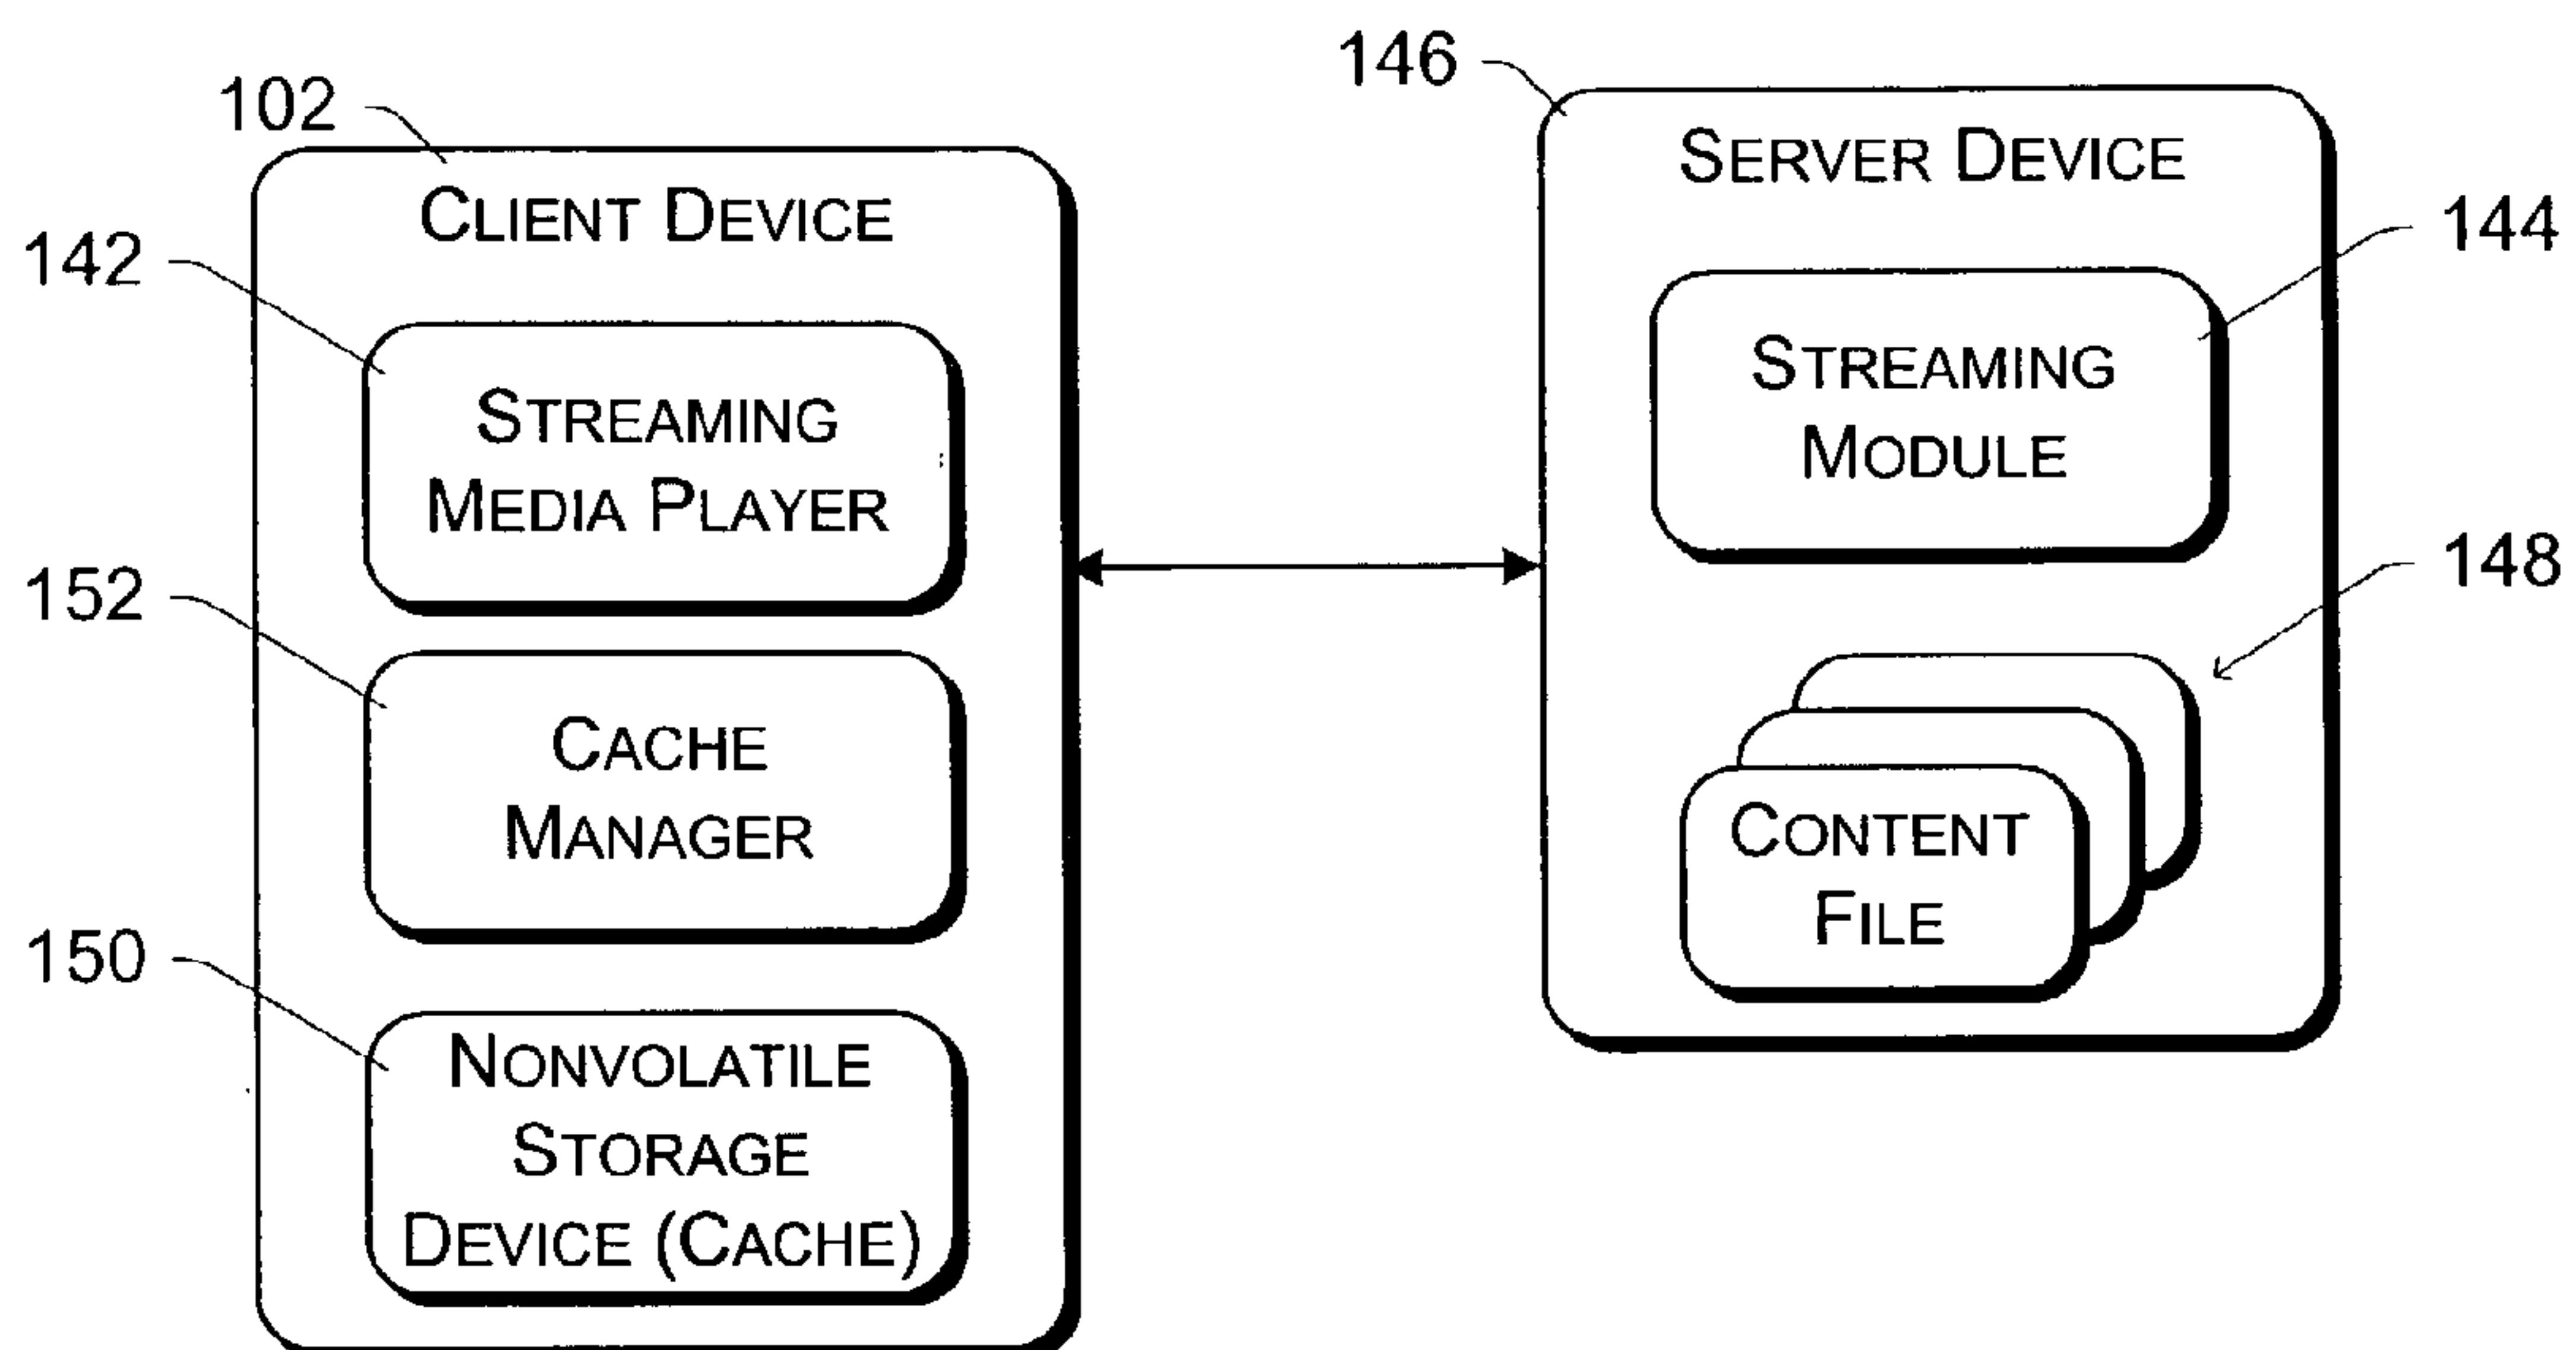 102
CLIENT DEVICE
142
STREAMING
MEDIA PLAYER
152
CACHE
MANAGER
150
NONVOLATILE
STORAGE
DEVICE (CACHE)
146
SERVER DEVICE
144
STREAMING
MODULE
148
CONTENT
FILE